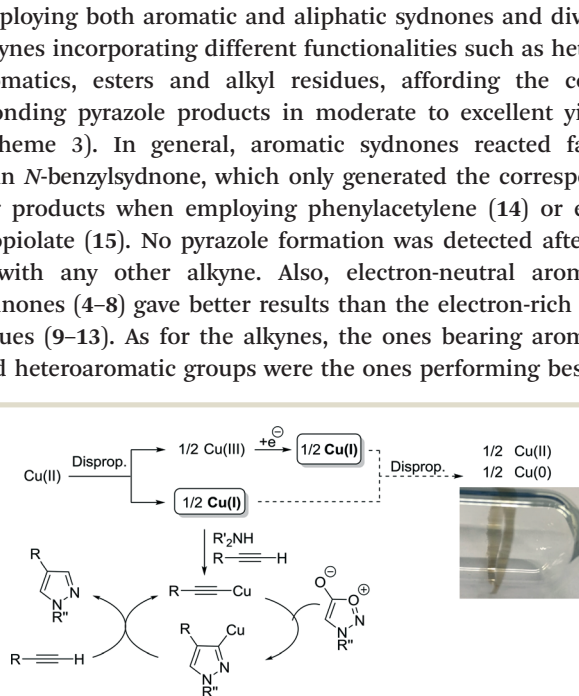 ploying both aromatic and aliphatic sydnones and div
ynes incorporating different functionalities such as het
omatics, esters and alkyl residues, affording the co
onding pyrazole products in moderate to excellent yi
heme 3). In general, aromatic sydnones reacted fa
an N-benzylsydnone, which only generated the correspo
g products when employing phenylacetylene (14) or e
opiolate (15). No pyrazole formation was detected afte
with any other alkyne. Also, electron-neutral arom
dnones (4–8) gave better results than the electron-rich
gues (9–13). As for the alkynes, the ones bearing arom
d heteroaromatic groups were the ones performing bes
Cu(II)
Disprop.
1/2 Cu(III)
+e⊖
1/2 Cu(I)
1/2 Cu(I)
Disprop.
1/2 Cu(II)
1/2 Cu(0)
R'2NH
R H
R Cu
R
N
N
R''
R H
R
Cu
N
N
R''
O⊖
O⊕
N
N
R''